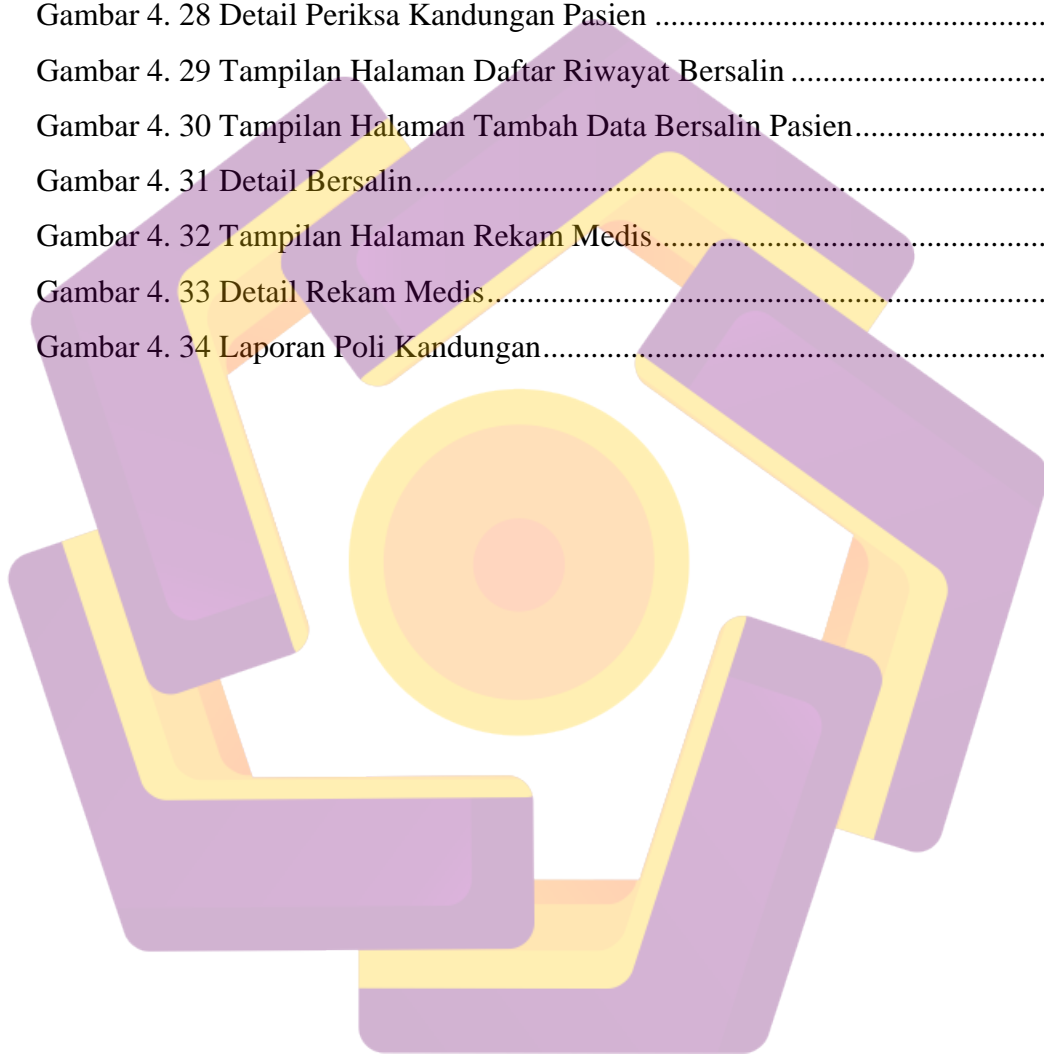 Gambar 4. 28 Detail Periksa Kandungan Pasien ..........................................................
Gambar 4. 29 Tampilan Halaman Daftar Riwayat Bersalin ......................................
Gambar 4. 30 Tampilan Halaman Tambah Data Bersalin Pasien............................
Gambar 4. 31 Detail Bersalin.....................................................................................
Gambar 4. 32 Tampilan Halaman Rekam Medis.........................................................
Gambar 4. 33 Detail Rekam Medis..............................................................................
Gambar 4. 34 Laporan Poli Kandungan......................................................................